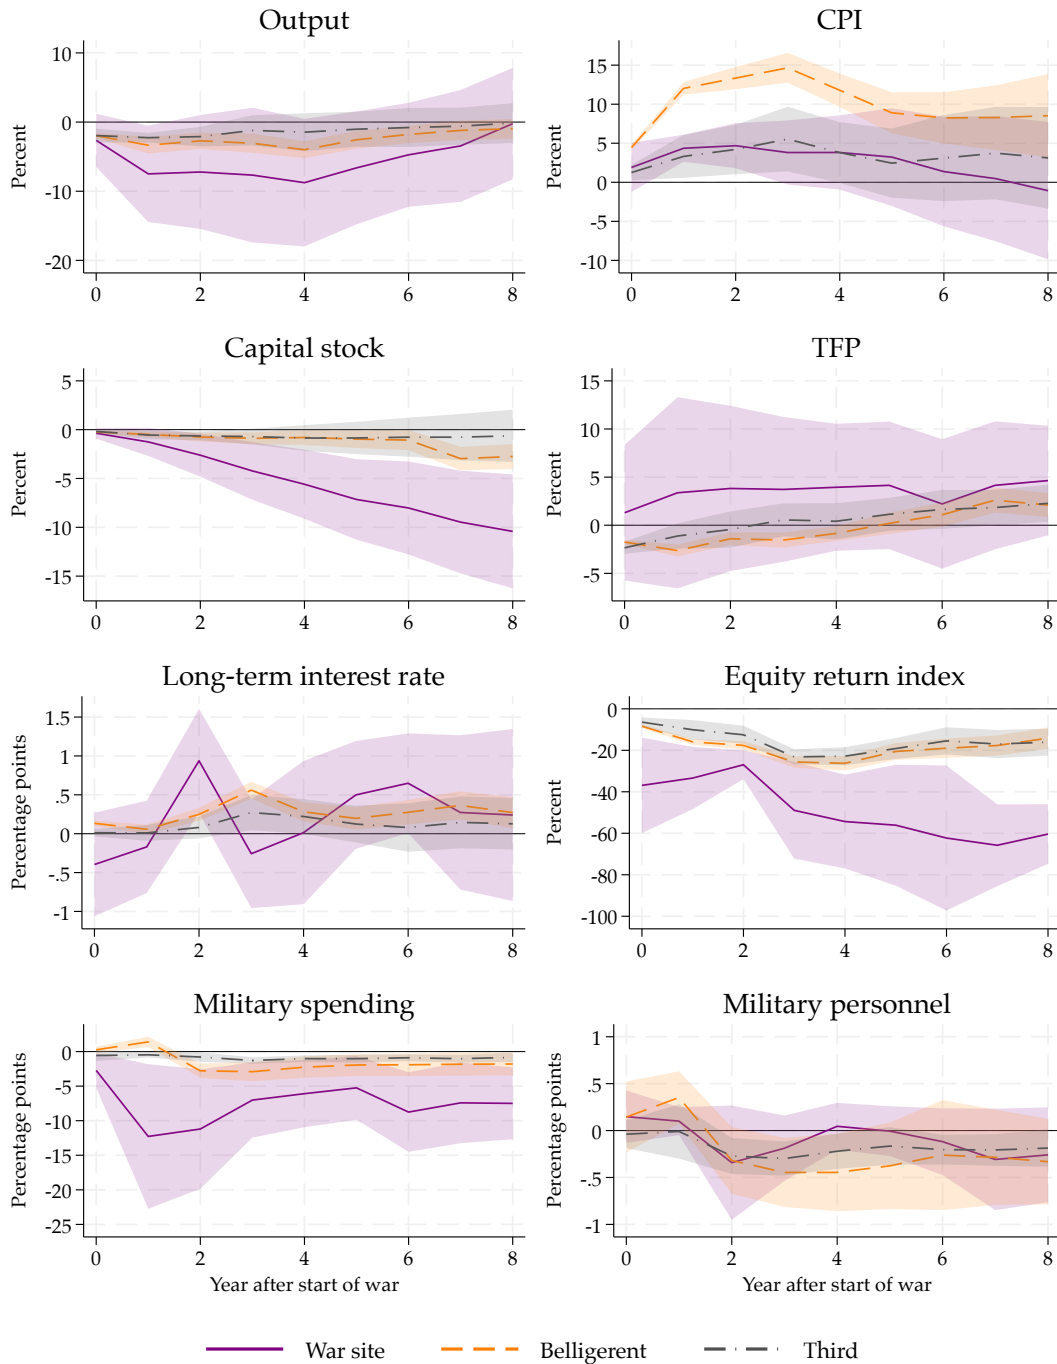 Output
CPI
Percent
10
0
-10
-20
0 2 4 6 8
Percent
15
10
5
0
-5
-10
0 2 4 6 8
Capital stock
TFP
Percent
5
0
-5
-10
-15
0 2 4 6 8
Percent
15
10
5
0
-5
0 2 4 6 8
Long-term interest rate
Equity return index
Percentage points
1.5
1
.5
0
-.5
-1
0 2 4 6 8
Percent
0
-20
-40
-60
-80
-100
0 2 4 6 8
Military spending
Military personnel
Percentage points
0
-5
-10
-15
-20
-25
0 2 4 6 8
Year after start of war
Percentage points
1
.5
0
-.5
-1
0 2 4 6 8
Year after start of war
War site Belligerent Third